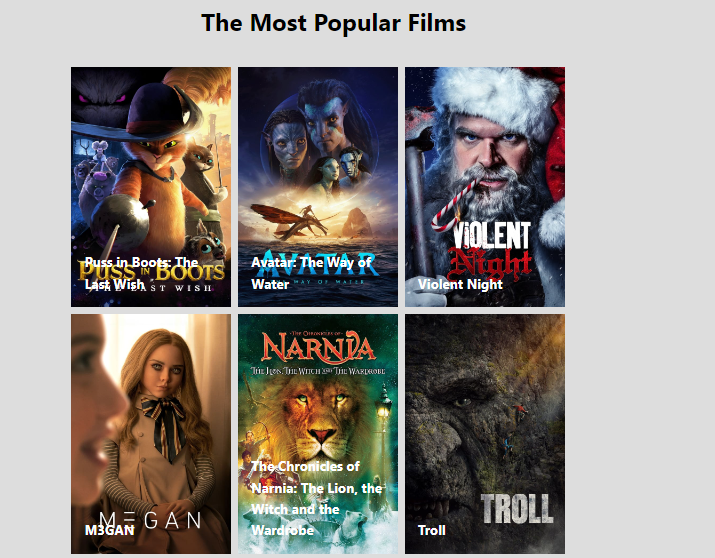 The Most Popular Films
PUSS IN BOOTS
Puss in Boots: The
Last Wish
LAST WISH
AVATAR
Avatar: The Way of
Water
WAY OF WATER
VIOLENT
Night
Violent Night
M3GAN
M3GAN
THE CHRONICLES OF
NARNIA
THE LION, THE WITCH AND THE WARDROBE
The Chronicles of
Narnia: The Lion, the
Witch and the
Wardrobe
TROLL
Troll